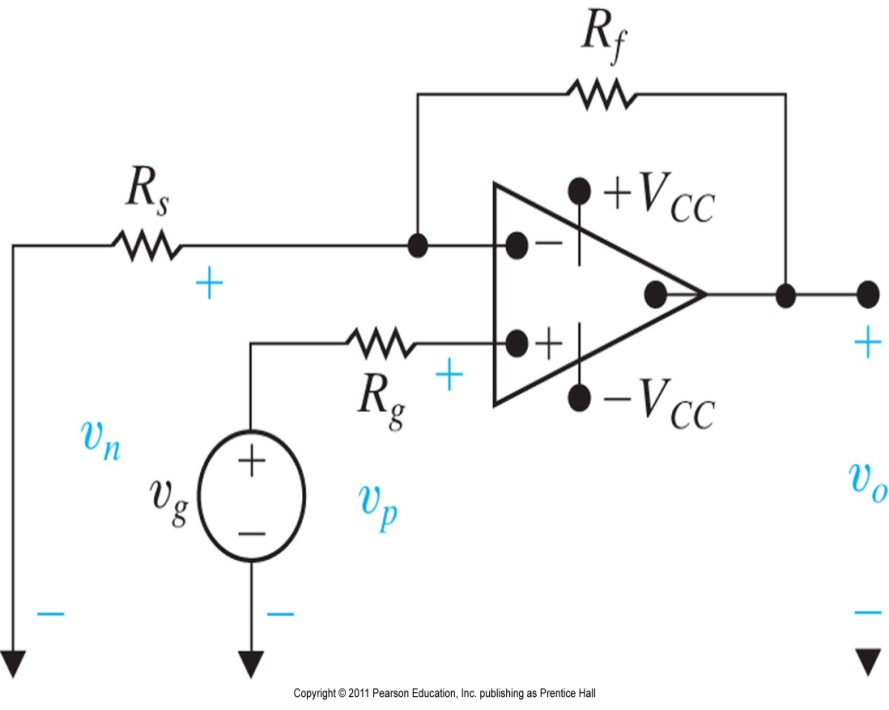 R_f
+V_CC
R_s
−
+
+
+
R_g
+
−V_CC
v_n
+
v_g
v_p
v_o
−
−
−
−
Copyright © 2011 Pearson Education, Inc. publishing as Prentice Hall